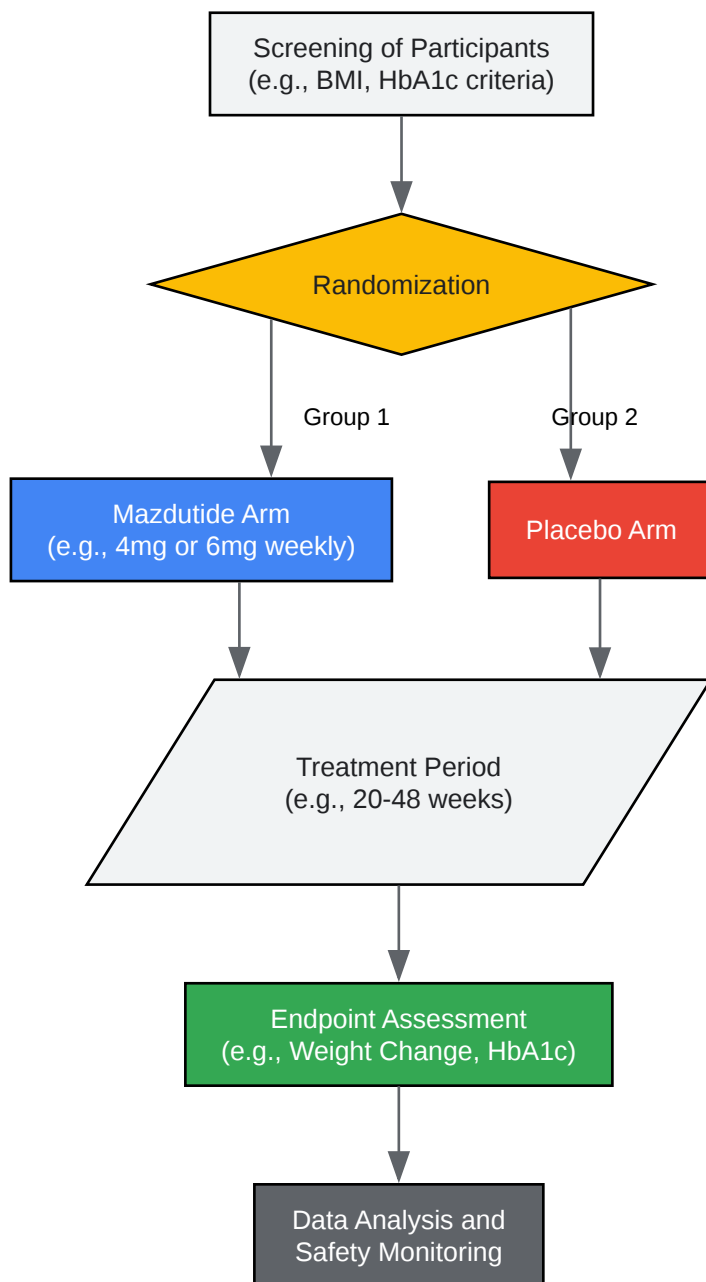 Screening of Participants
(e.g., BMI, HbA1c criteria)
Randomization
Group 1
Group 2
Mazdutide Arm
(e.g., 4mg or 6mg weekly)
Placebo Arm
Treatment Period
(e.g., 20-48 weeks)
Endpoint Assessment
(e.g., Weight Change, HbA1c)
Data Analysis and
Safety Monitoring